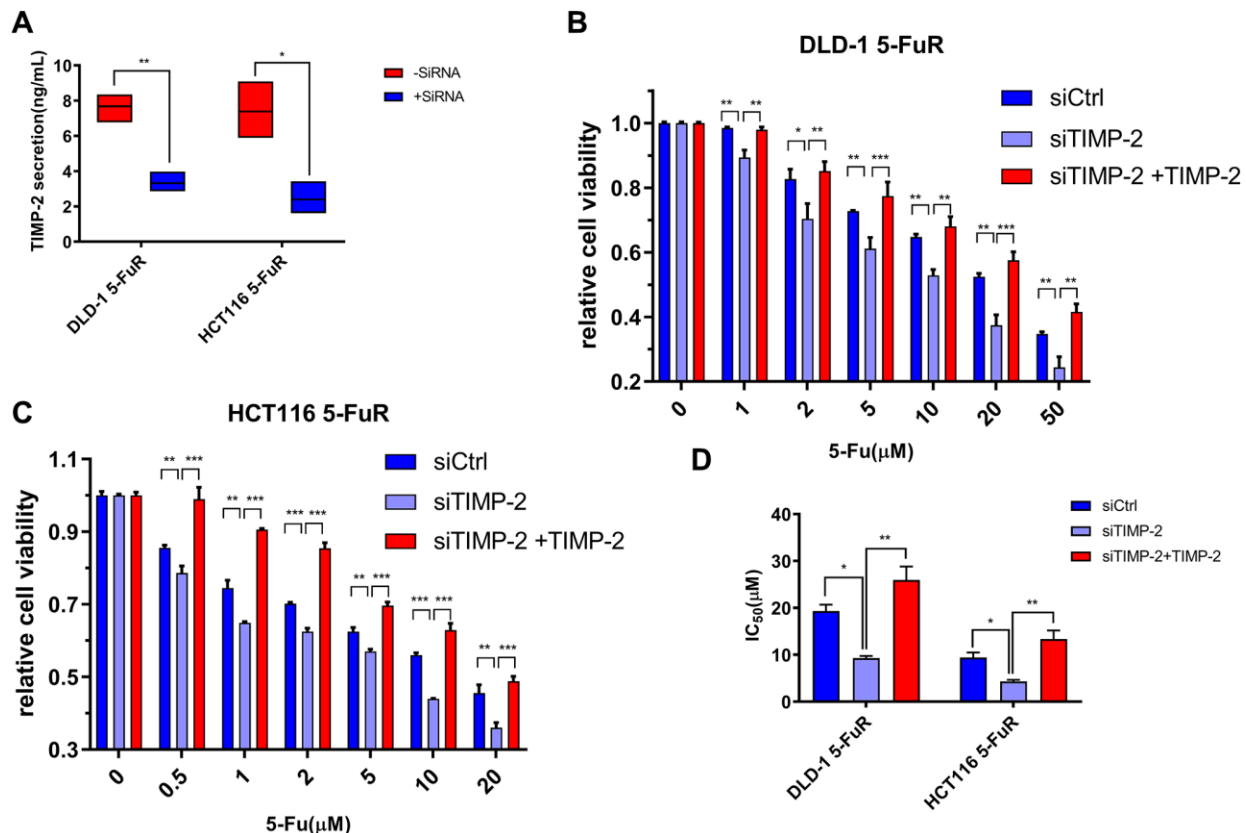 A
TIMP-2 secretion(ng/mL)
10
8
6
4
2
0
**
*
-SiRNA
+SiRNA
DLD-1 5-FuR
HCT116 5-FuR
B
DLD-1 5-FuR
relative cell viability
1.0
0.8
0.6
0.4
0.2
** **
* **
** ***
** **
** ***
** **
siCtrl
siTIMP-2
siTIMP-2 +TIMP-2
0 1 2 5 10 20 50
5-Fu(μM)
C
HCT116 5-FuR
relative cell viability
1.1
0.9
0.7
0.5
0.3
** ***
** ***
*** ***
** ***
*** ***
** ***
siCtrl
siTIMP-2
siTIMP-2 +TIMP-2
0 0.5 1 2 5 10 20
5-Fu(μM)
D
IC50(μM)
40
30
20
10
0
* **
* **
siCtrl
siTIMP-2
siTIMP-2+TIMP-2
DLD-1 5-FuR
HCT116 5-FuR